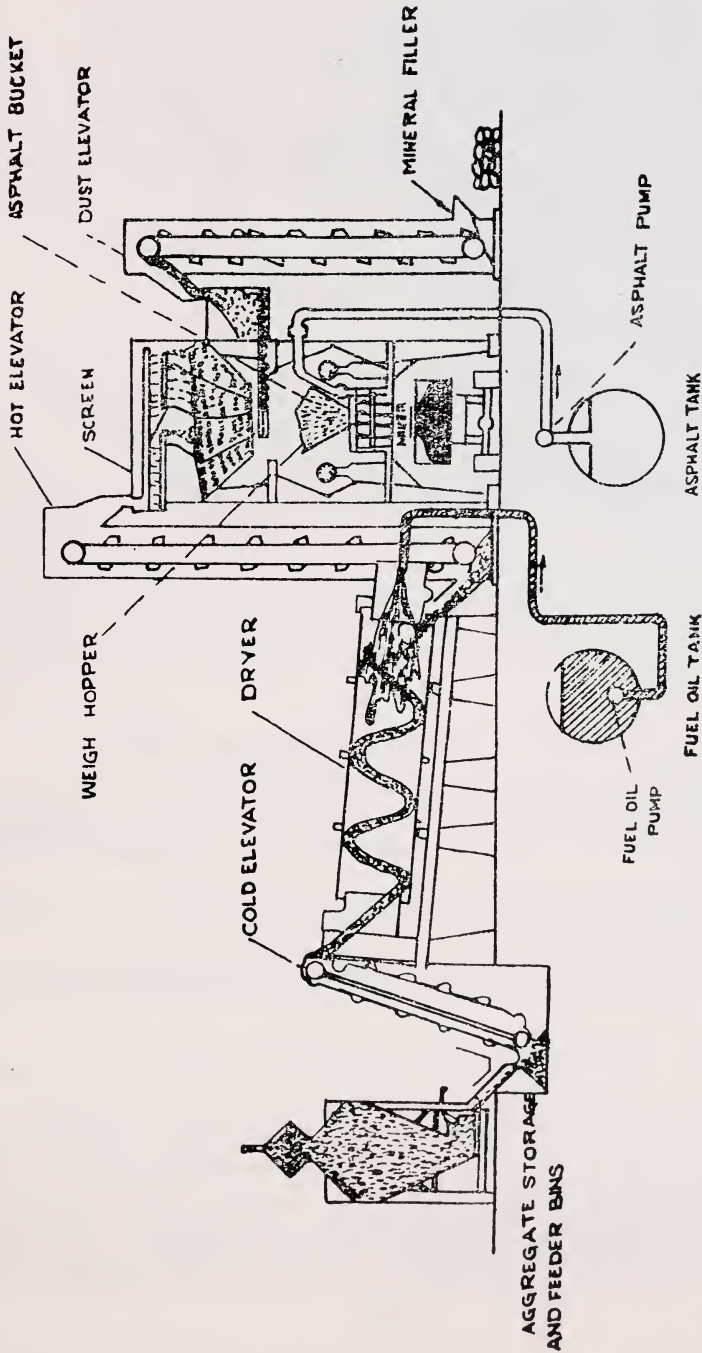 HOT ELEVATOR
ASPHALT BUCKET
DUST ELEVATOR
SCREEN
MINERAL FILLER
WEIGH HOPPER
DRYER
COLD ELEVATOR
MIXER
ASPHALT PUMP
ASPHALT TANK
FUEL OIL TANK
FUEL OIL
PUMP
AGGREGATE STORAGE
AND FEEDER BINS